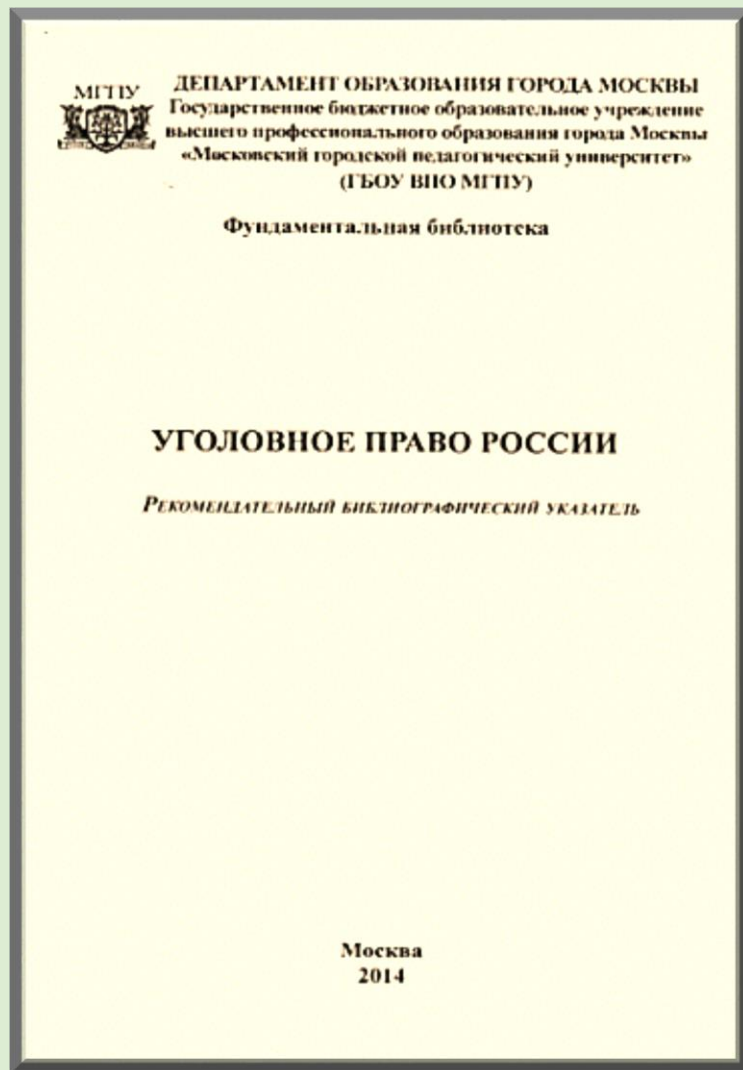 МГПУ
ДЕПАРТАМЕНТ ОБРАЗОВАНИЯ ГОРОДА МОСКВЫ
Государственное бюджетное образовательное учреждение
высшего профессионального образования города Москвы
«Московский городской педагогический университет»
(ГБОУ ВПО МГПУ)
Фундаментальная библиотека
УГОЛОВНОЕ ПРАВО РОССИИ
РЕКОМЕНДАТЕЛЬНЫЙ БИБЛИОГРАФИЧЕСКИЙ УКАЗАТЕЛЬ
Москва
2014